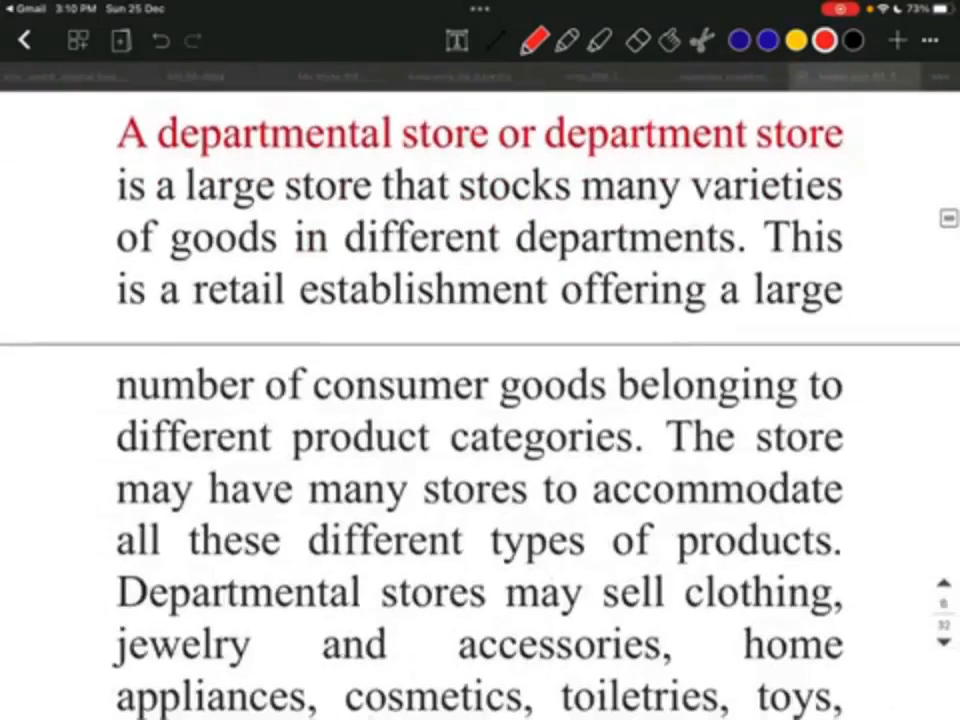 Gmail 3:10 PM Sun 25 Dec 73%
A departmental store or department store
is a large store that stocks many varieties
of goods in different departments. This
is a retail establishment offering a large
number of consumer goods belonging to
different product categories. The store
may have many stores to accommodate
all these different types of products.
Departmental stores may sell clothing,
jewelry and accessories, home
appliances, cosmetics, toiletries, toys,
6
32